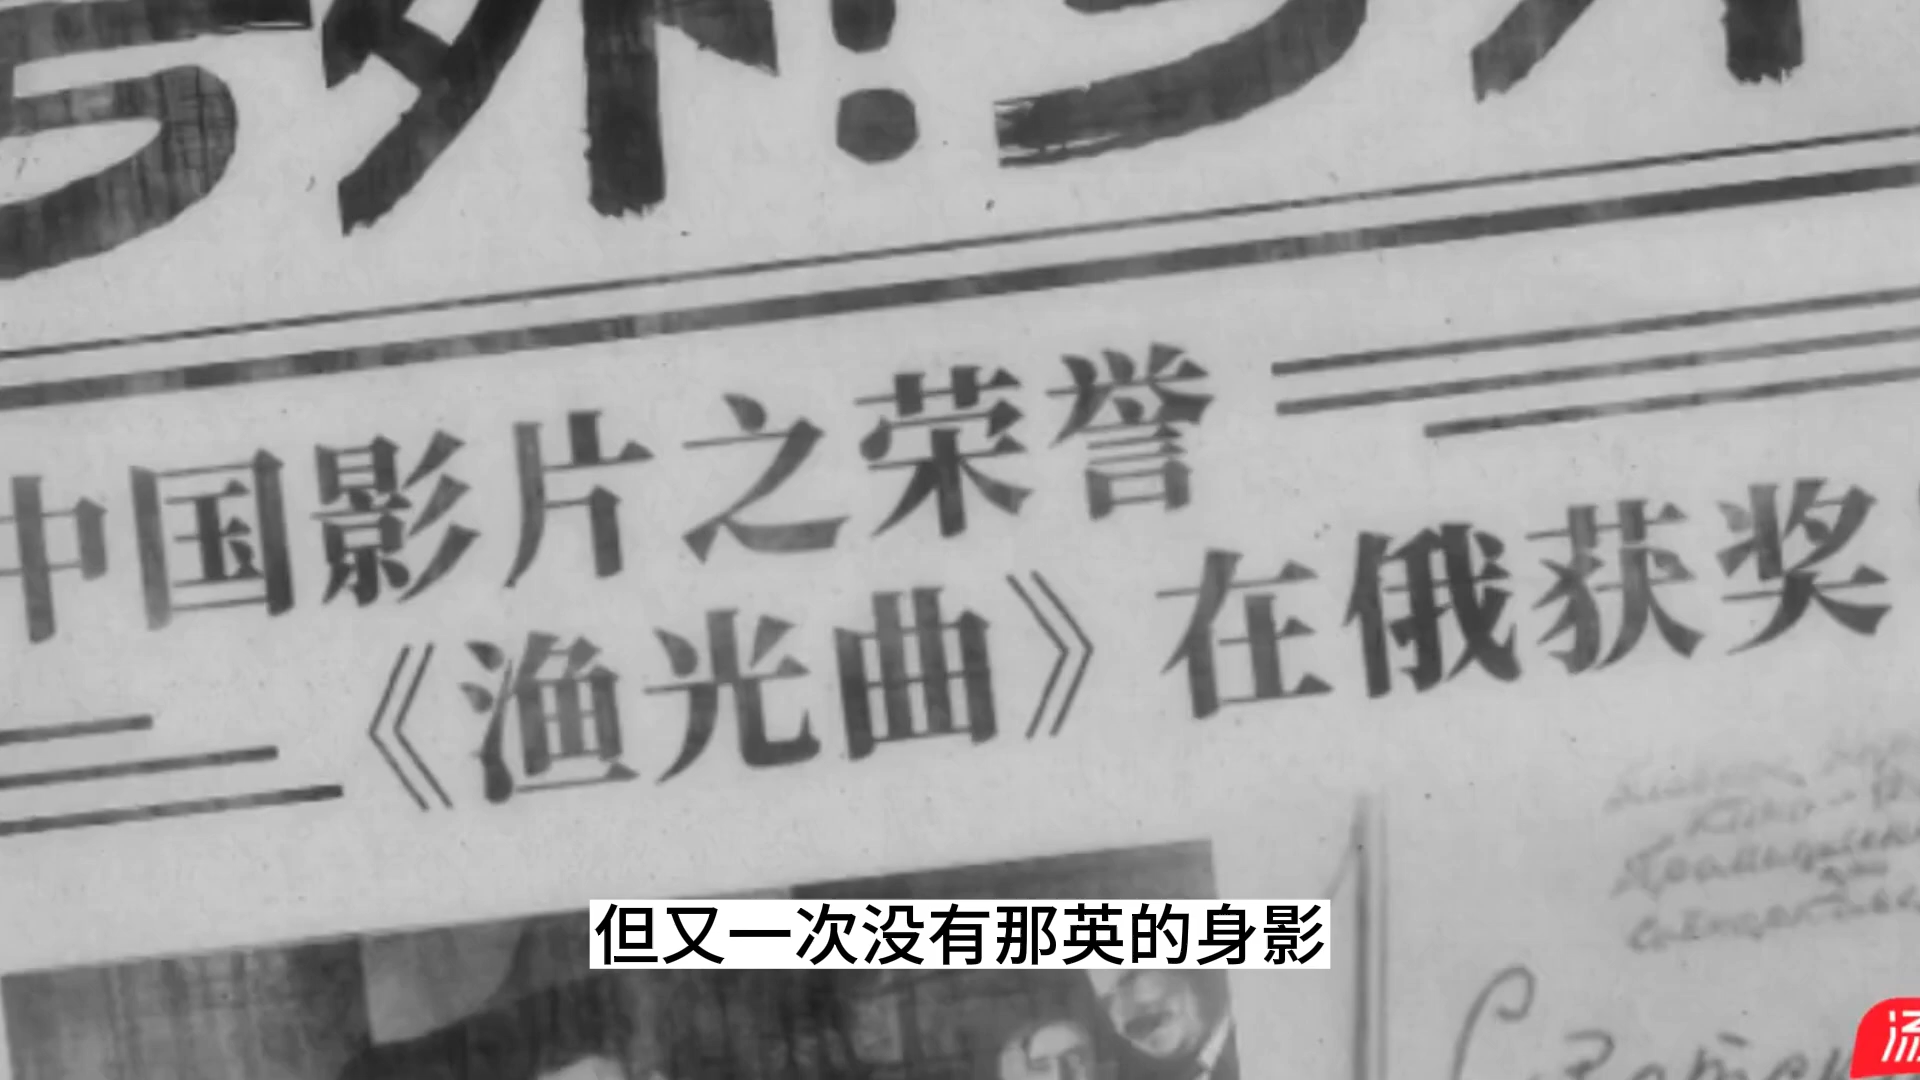 号外!号外
中国影片之荣誉
《渔光曲》在俄获奖
但又一次没有那英的身影
流